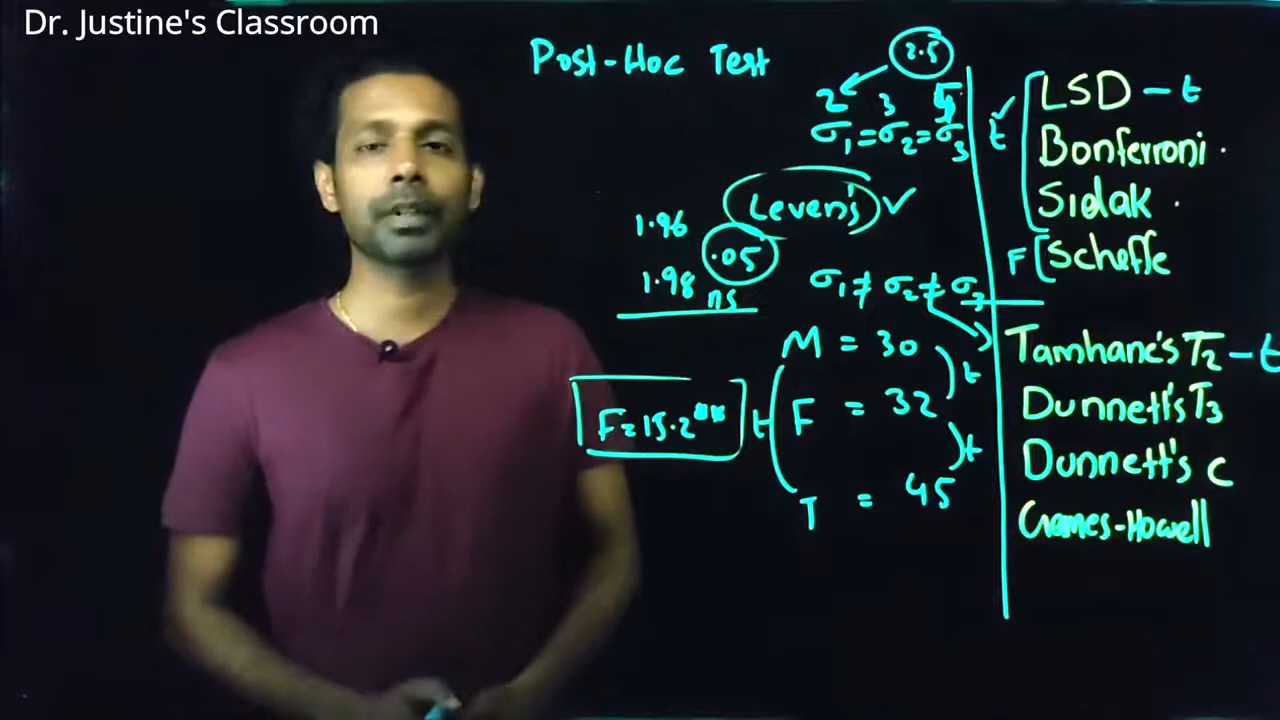 Dr. Justine's Classroom
Post-Hoc Test
2.5
2 3
σ₁=σ₂=σ₃
Leven's ✓
1.96
.05
1.98 ns
σ₁≠ σ₂≠ σ₃
F=15.2***
M = 30
F = 32
T = 45
t
t
t
t ✓
LSD – t
Bonferroni
Sidak
F [Scheffe
Tamhane's T2 – t
Dunnett's T3
Dunnett's C
Games-Howell